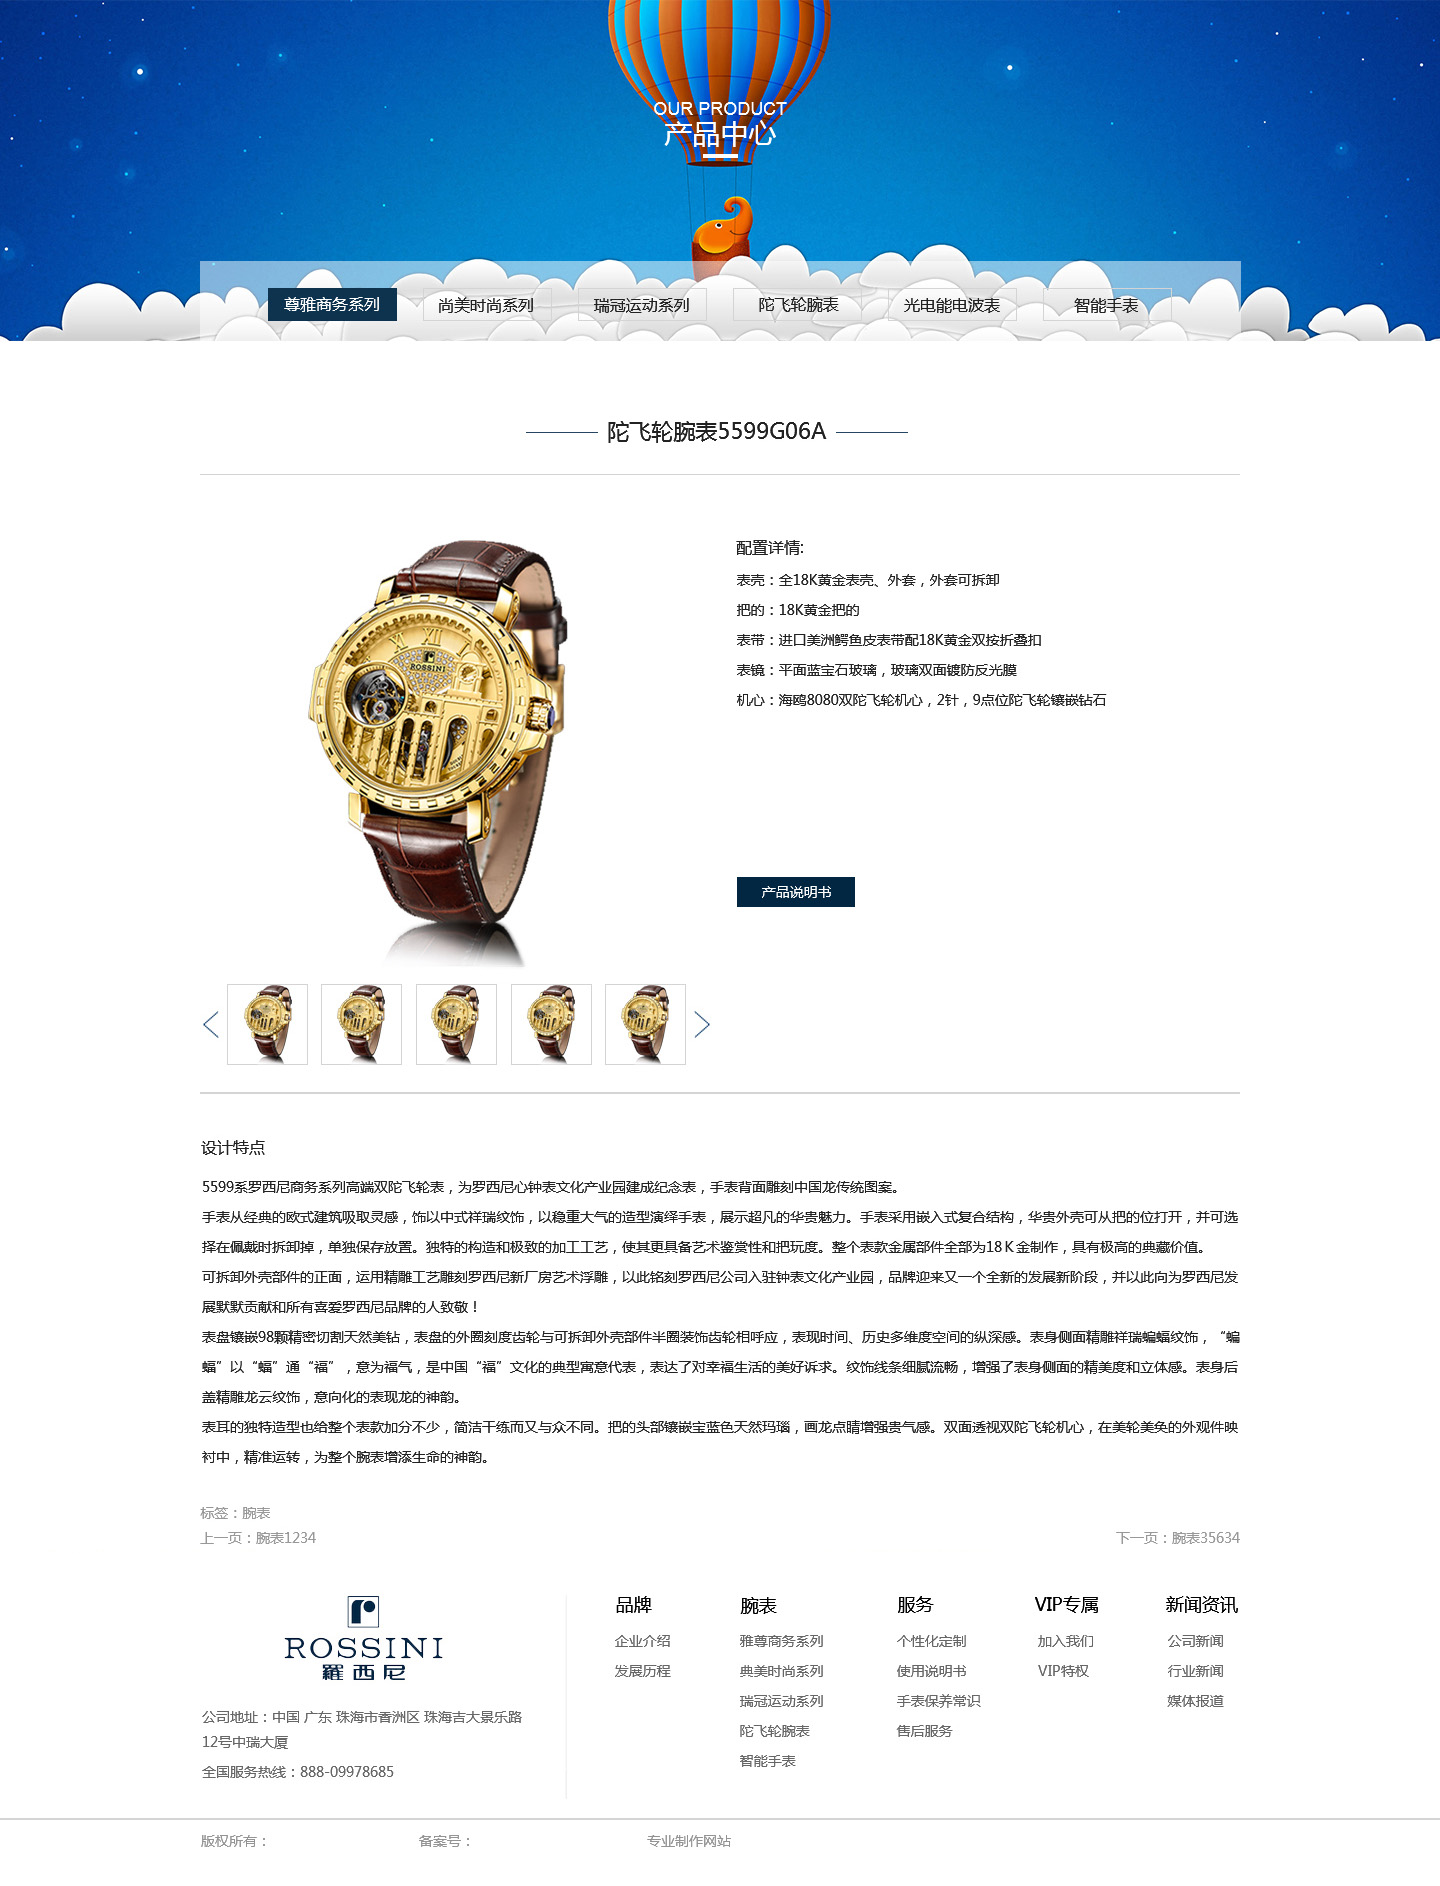 OUR PRODUCT
产品中心
尊雅商务系列 尚美时尚系列 瑞冠运动系列 陀飞轮腕表 光电能电波表 智能手表
陀飞轮腕表5599G06A
配置详情:
表壳：全18K黄金表壳、外套，外套可拆卸
把的：18K黄金把的
表带：进口美洲鳄鱼皮表带配18K黄金双按折叠扣
表镜：平面蓝宝石玻璃，玻璃双面镀防反光膜
机心：海鸥8080双陀飞轮机心，2针，9点位陀飞轮镶嵌钻石
XI XII
ROSSINI
产品说明书
设计特点
5599系罗西尼商务系列高端双陀飞轮表，为罗西尼心钟表文化产业园建成纪念表，手表背面雕刻中国龙传统图案。
手表从经典的欧式建筑吸取灵感，饰以中式祥瑞纹饰，以稳重大气的造型演绎手表，展示超凡的华贵魅力。手表采用嵌入式复合结构，华贵外壳可从把的位打开，并可选
择在佩戴时拆卸掉，单独保存放置。独特的构造和极致的加工工艺，使其更具备艺术鉴赏性和把玩度。整个表款金属部件全部为18K金制作，具有极高的典藏价值。
可拆卸外壳部件的正面，运用精雕工艺雕刻罗西尼新厂房艺术浮雕，以此铭刻罗西尼公司入驻钟表文化产业园，品牌迎来又一个全新的发展新阶段，并以此向为罗西尼发
展默默贡献和所有喜爱罗西尼品牌的人致敬！
表盘镶嵌98颗精密切割天然美钻，表盘的外圈刻度齿轮与可拆卸外壳部件半圈装饰齿轮相呼应，表现时间、历史多维度空间的纵深感。表身侧面精雕祥瑞蝙蝠纹饰，“蝙
蝠”以“蝠”通“福”，意为福气，是中国“福”文化的典型寓意代表，表达了对幸福生活的美好诉求。纹饰线条细腻流畅，增强了表身侧面的精美度和立体感。表身后
盖精雕龙云纹饰，意向化的表现龙的神韵。
表耳的独特造型也给整个表款加分不少，简洁干练而又与众不同。把的头部镶嵌宝蓝色天然玛瑙，画龙点睛增强贵气感。双面透视双陀飞轮机心，在美轮美奂的外观件映
衬中，精准运转，为整个腕表增添生命的神韵。
标签：腕表
上一页：腕表1234 下一页：腕表35634
r
ROSSINI
羅西尼
公司地址：中国 广东 珠海市香洲区 珠海吉大景乐路
12号中瑞大厦
全国服务热线：888-09978685
品牌
企业介绍
发展历程
腕表
雅尊商务系列
典美时尚系列
瑞冠运动系列
陀飞轮腕表
智能手表
服务
个性化定制
使用说明书
手表保养常识
售后服务
VIP专属
加入我们
VIP特权
新闻资讯
公司新闻
行业新闻
媒体报道
版权所有： 备案号： 专业制作网站